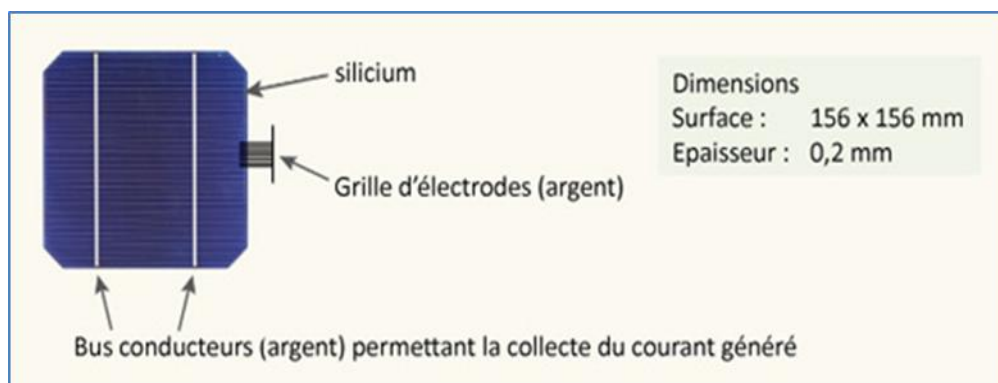 silicium
Dimensions
Surface : 156 x 156 mm
Epaisseur : 0,2 mm
Grille d’électrodes (argent)
Bus conducteurs (argent) permettant la collecte du courant généré